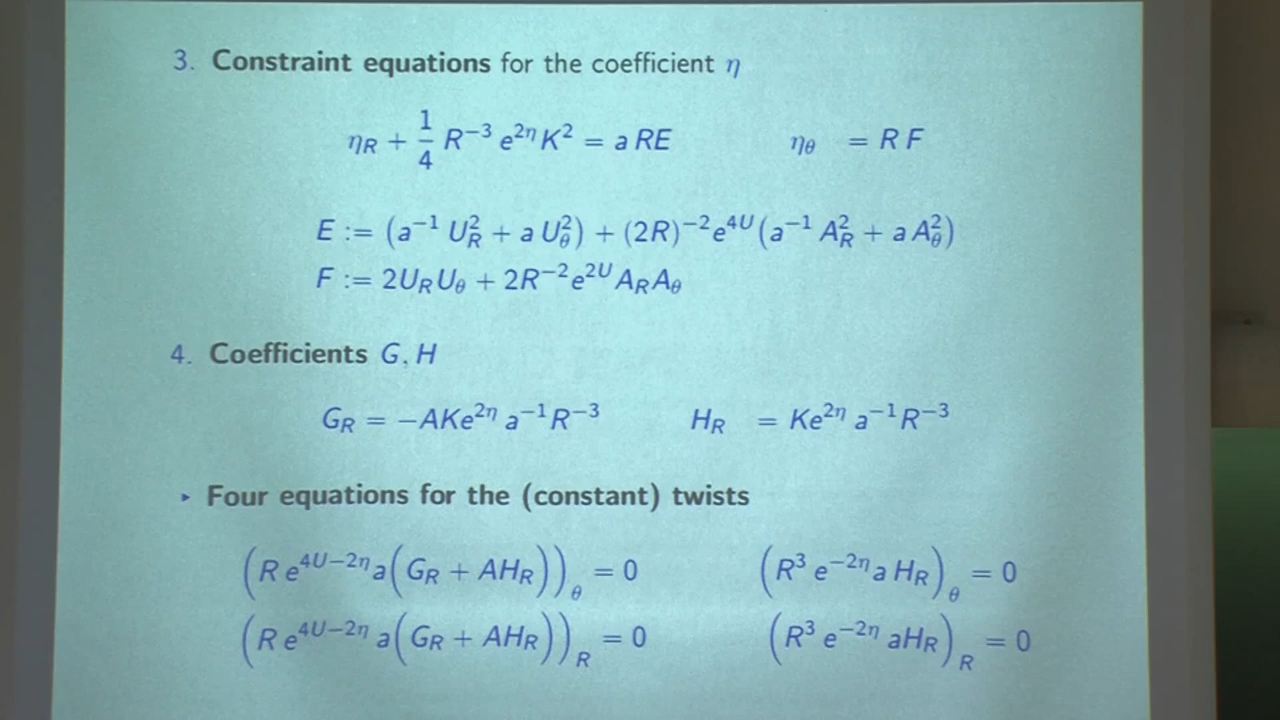 3. Constraint equations for the coefficient η
η_R + \frac{1}{4} R^{-3} e^{2η} K^2 = a RE    η_θ = R F
E := (a^{-1} U_R^2 + a U_θ^2) + (2R)^{-2} e^{4U} (a^{-1} A_R^2 + a A_θ^2)
F := 2U_R U_θ + 2R^{-2} e^{2U} A_R A_θ
4. Coefficients G, H
G_R = −AKe^{2η} a^{-1} R^{-3}    H_R = Ke^{2η} a^{-1} R^{-3}
▸ Four equations for the (constant) twists
(R e^{4U−2η} a(G_R + AH_R))_θ = 0    (R^3 e^{−2η} a H_R)_θ = 0
(R e^{4U−2η} a(G_R + AH_R))_R = 0    (R^3 e^{−2η} aH_R)_R = 0